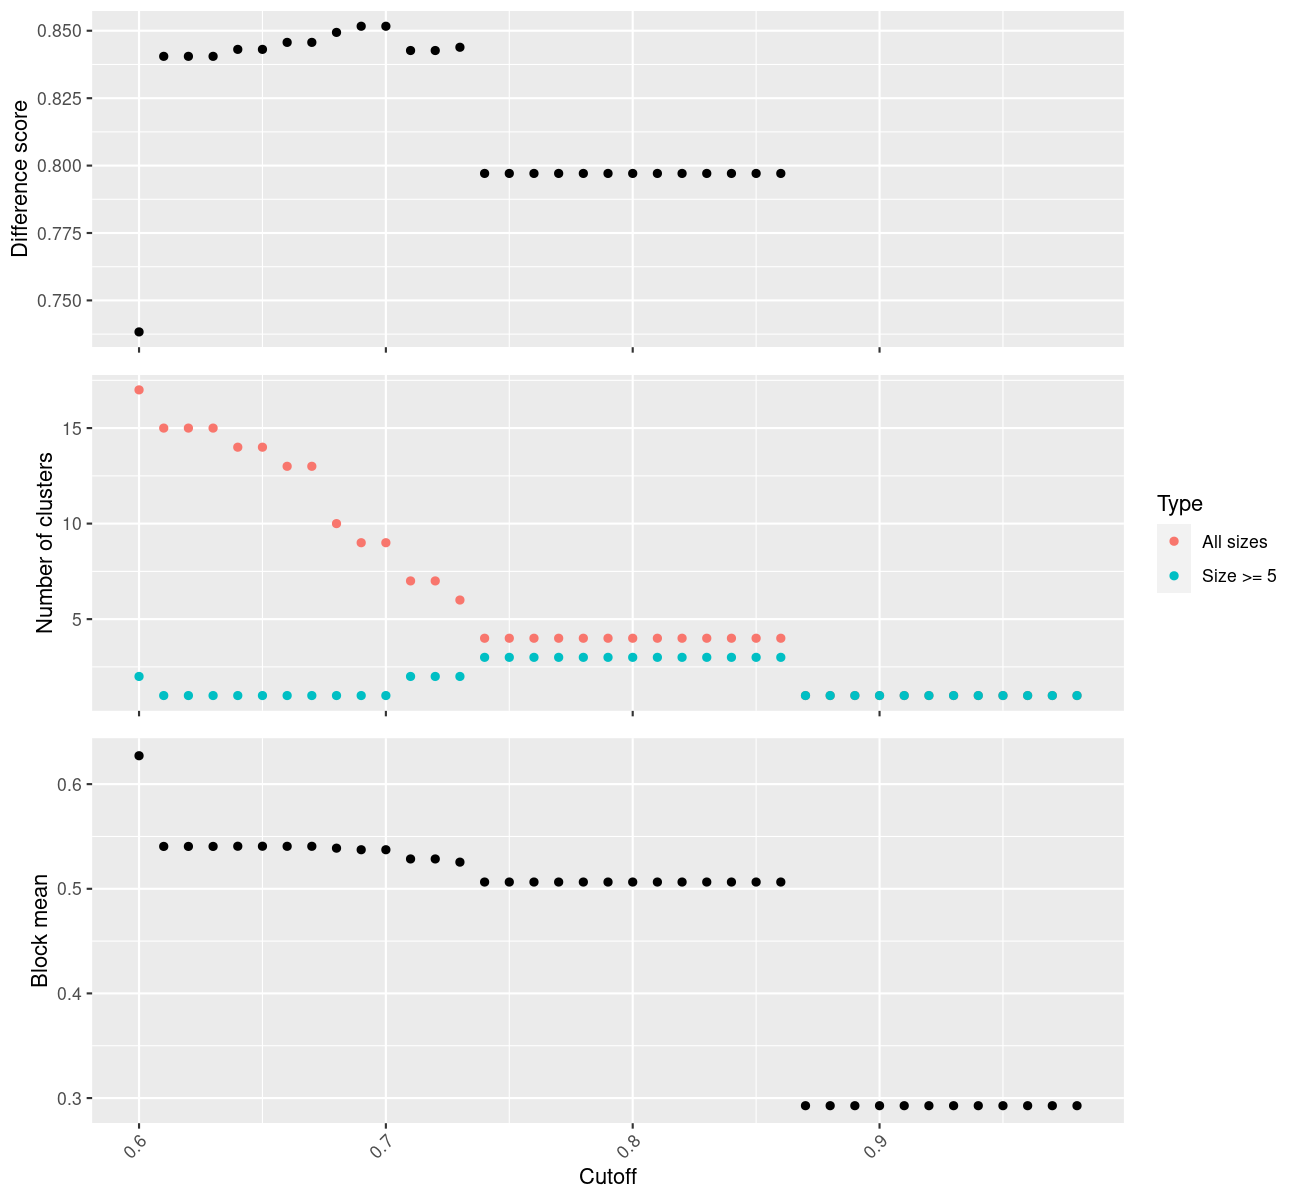 Difference score
0.850
0.825
0.800
0.775
0.750
Number of clusters
15
10
5
Type
All sizes
Size >= 5
Block mean
0.6
0.5
0.4
0.3
0.6 0.7 0.8 0.9
Cutoff